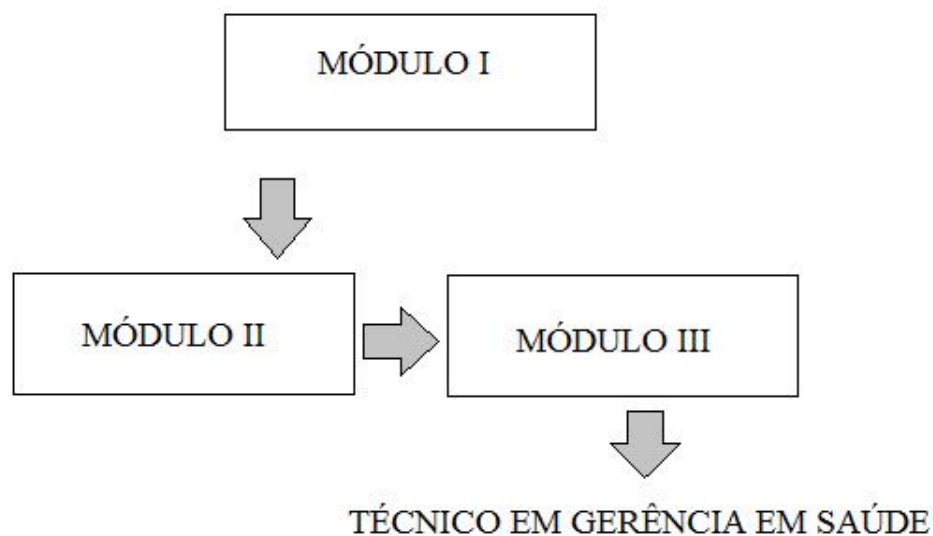 MÓDULO I
MÓDULO II
MÓDULO III
TÉCNICO EM GERÊNCIA EM SAÚDE